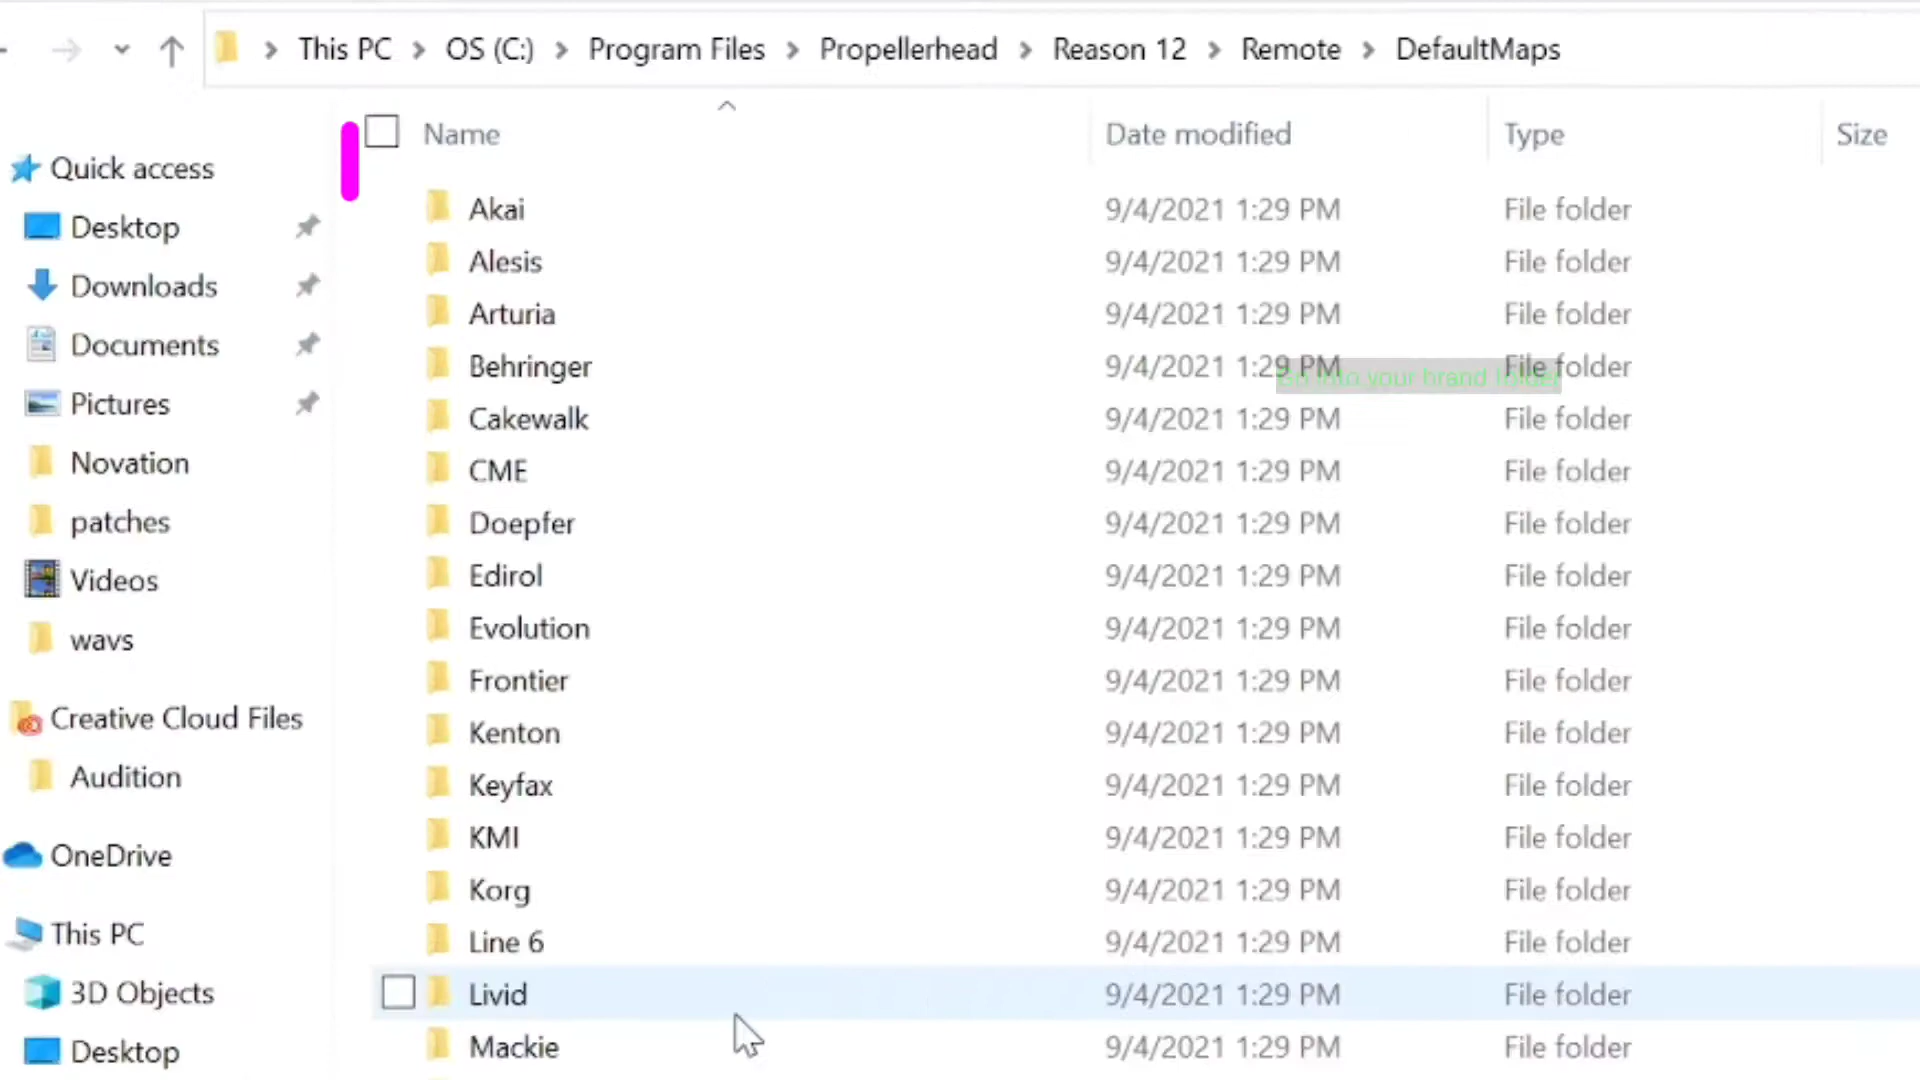 This PC > OS (C:) > Program Files > Propellerhead > Reason 12 > Remote > DefaultMaps
Name Date modified Type Size
Quick access
Desktop
Downloads
Documents
Pictures
Novation
patches
Videos
wavs
Creative Cloud Files
Audition
OneDrive
This PC
3D Objects
Desktop
Akai 9/4/2021 1:29 PM File folder
Alesis 9/4/2021 1:29 PM File folder
Arturia 9/4/2021 1:29 PM File folder
Behringer 9/4/2021 1:29 PM File folder
Go into your brand folder
Cakewalk 9/4/2021 1:29 PM File folder
CME 9/4/2021 1:29 PM File folder
Doepfer 9/4/2021 1:29 PM File folder
Edirol 9/4/2021 1:29 PM File folder
Evolution 9/4/2021 1:29 PM File folder
Frontier 9/4/2021 1:29 PM File folder
Kenton 9/4/2021 1:29 PM File folder
Keyfax 9/4/2021 1:29 PM File folder
KMI 9/4/2021 1:29 PM File folder
Korg 9/4/2021 1:29 PM File folder
Line 6 9/4/2021 1:29 PM File folder
Livid 9/4/2021 1:29 PM File folder
Mackie 9/4/2021 1:29 PM File folder